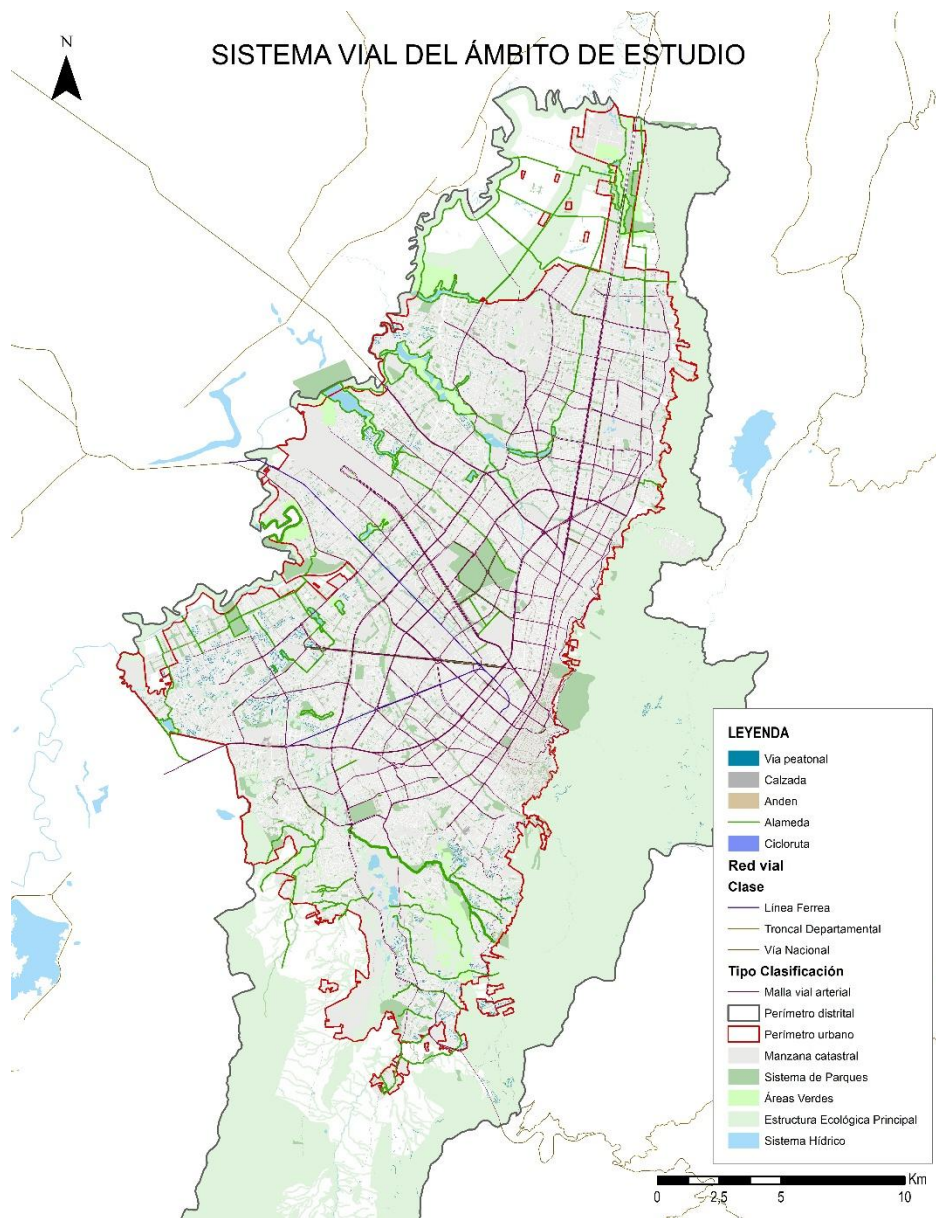 N
SISTEMA VIAL DEL ÁMBITO DE ESTUDIO
LEYENDA
Via peatonal
Calzada
Anden
Alameda
Cicloruta
Red vial
Clase
Línea Ferrea
Troncal Departamental
Vía Nacional
Tipo Clasificación
Malla vial arterial
Perímetro distrital
Perímetro urbano
Manzana catastral
Sistema de Parques
Áreas Verdes
Estructura Ecológica Principal
Sistema Hídrico
Km
0 2,5 5 10